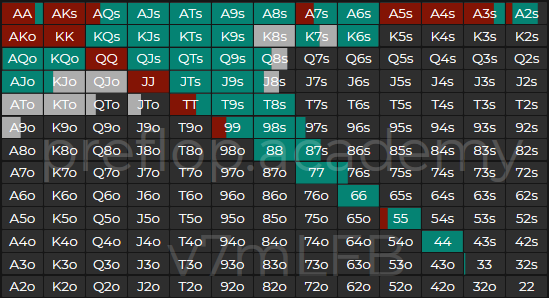 AA AKs AQs AJs ATs A9s A8s A7s A6s A5s A4s A3s A2s
AKo KK KQs KJs KTs K9s K8s K7s K6s K5s K4s K3s K2s
AQo KQo QQ QJs QTs Q9s Q8s Q7s Q6s Q5s Q4s Q3s Q2s
AJo KJo QJo JJ JTs J9s J8s J7s J6s J5s J4s J3s J2s
ATo KTo QTo JTo TT T9s T8s T7s T6s T5s T4s T3s T2s
A9o K9o Q9o J9o T9o 99 98s 97s 96s 95s 94s 93s 92s
A8o K8o Q8o J8o T8o 98o 88 87s 86s 85s 84s 83s 82s
preflop.academy
A7o K7o Q7o J7o T7o 97o 87o 77 76s 75s 74s 73s 72s
A6o K6o Q6o J6o T6o 96o 86o 76o 66 65s 64s 63s 62s
A5o K5o Q5o J5o T5o 95o 85o 75o 65o 55 54s 53s 52s
A4o K4o Q4o J4o T4o 94o 84o 74o 64o 54o 44 43s 42s
v7mLFB
A3o K3o Q3o J3o T3o 93o 83o 73o 63o 53o 43o 33 32s
A2o K2o Q2o J2o T2o 92o 82o 72o 62o 52o 42o 32o 22